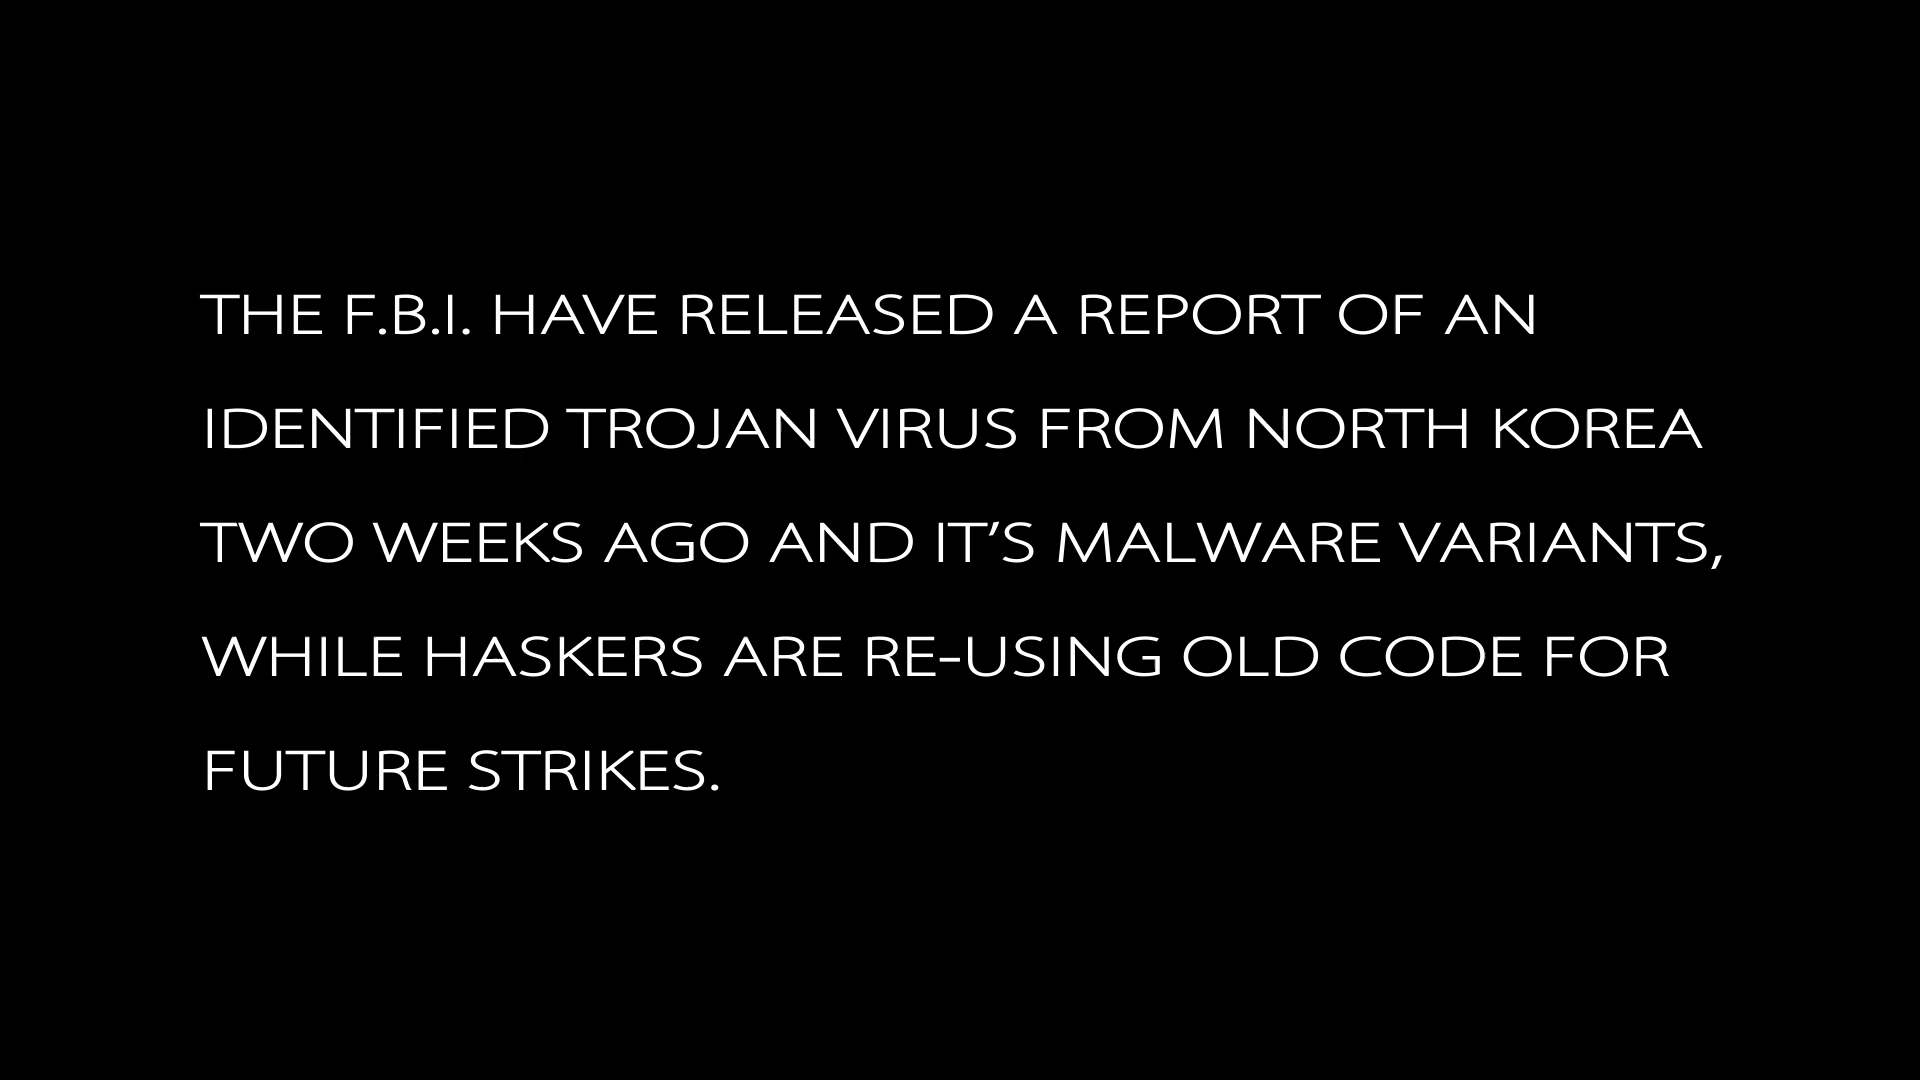 THE F.B.I. HAVE RELEASED A REPORT OF AN
IDENTIFIED TROJAN VIRUS FROM NORTH KOREA
TWO WEEKS AGO AND IT’S MALWARE VARIANTS,
WHILE HASKERS ARE RE-USING OLD CODE FOR
FUTURE STRIKES.